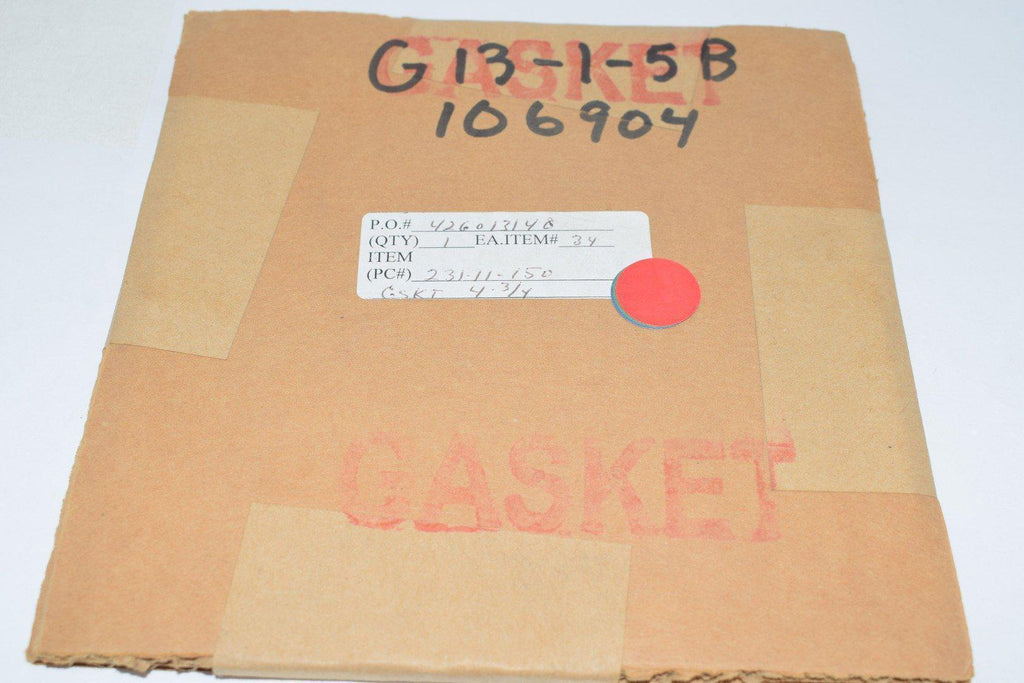 GASKET
G13-1-5B
106904
P.O.# 426013140
(QTY) 1 EA.ITEM# 34
ITEM
(PC#) 231-11-150
GSKT 4-3/4
GASKET